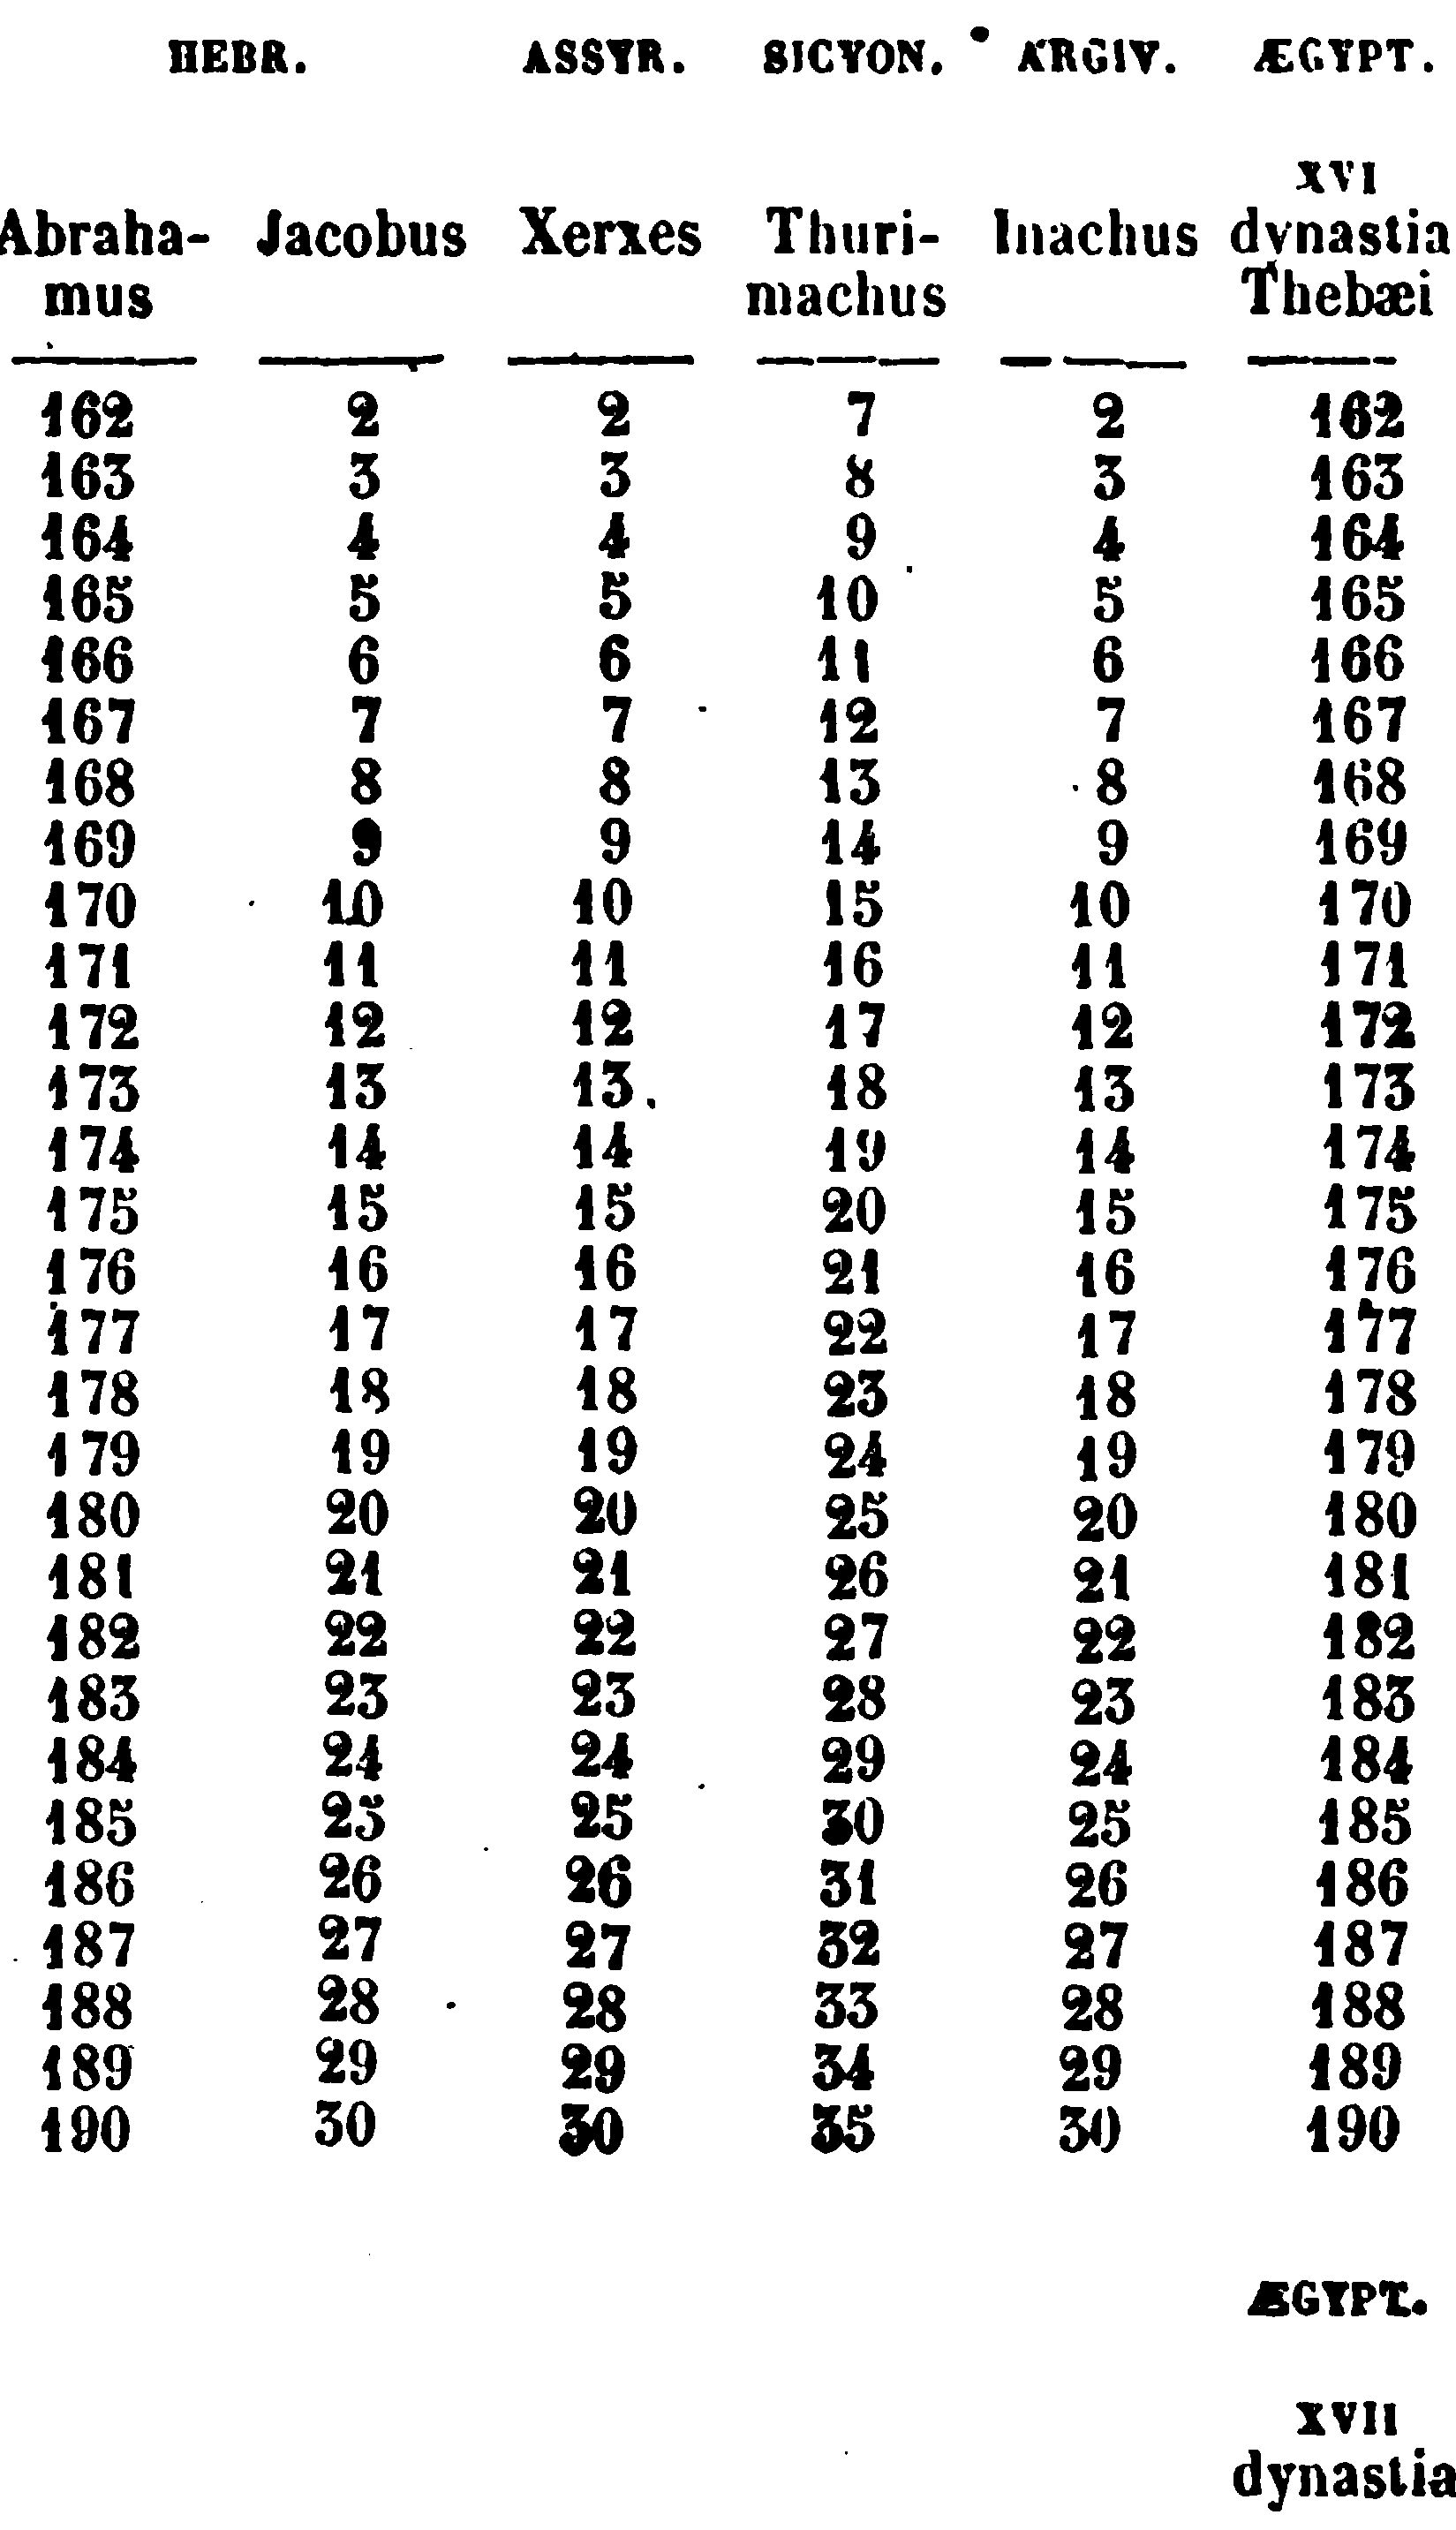 HEBR. ASSYR. SICYON. ARGIV. ÆGYPT.
XVI
Abraha- Jacobus Xerxes Thuri- Inachus dynastia
mus machus Thebæi
162 2 2 7 2 162
163 3 3 8 3 163
164 4 4 9 4 164
165 5 5 10 5 165
166 6 6 11 6 166
167 7 7 12 7 167
168 8 8 13 8 168
169 9 9 14 9 169
170 10 10 15 10 170
171 11 11 16 11 171
172 12 12 17 12 172
173 13 13 18 13 173
174 14 14 19 14 174
175 15 15 20 15 175
176 16 16 21 16 176
177 17 17 22 17 177
178 18 18 23 18 178
179 19 19 24 19 179
180 20 20 25 20 180
181 21 21 26 21 181
182 22 22 27 22 182
183 23 23 28 23 183
184 24 24 29 24 184
185 25 25 30 25 185
186 26 26 31 26 186
187 27 27 32 27 187
188 28 28 33 28 188
189 29 29 34 29 189
190 30 30 35 30 190
ÆGYPT.
XVII
dynastia